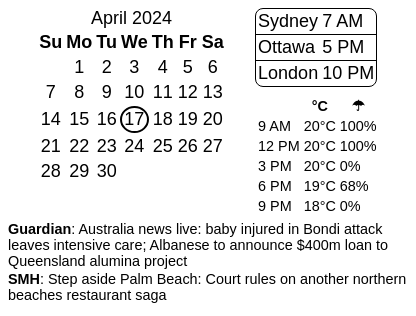 April 2024
Su Mo Tu We Th Fr Sa
1 2 3 4 5 6
7 8 9 10 11 12 13
14 15 16 17 18 19 20
21 22 23 24 25 26 27
28 29 30
Sydney 7 AM
Ottawa 5 PM
London 10 PM
°C ☂
9 AM 20°C 100%
12 PM 20°C 100%
3 PM 20°C 0%
6 PM 19°C 68%
9 PM 18°C 0%
Guardian: Australia news live: baby injured in Bondi attack
leaves intensive care; Albanese to announce $400m loan to
Queensland alumina project
SMH: Step aside Palm Beach: Court rules on another northern
beaches restaurant saga